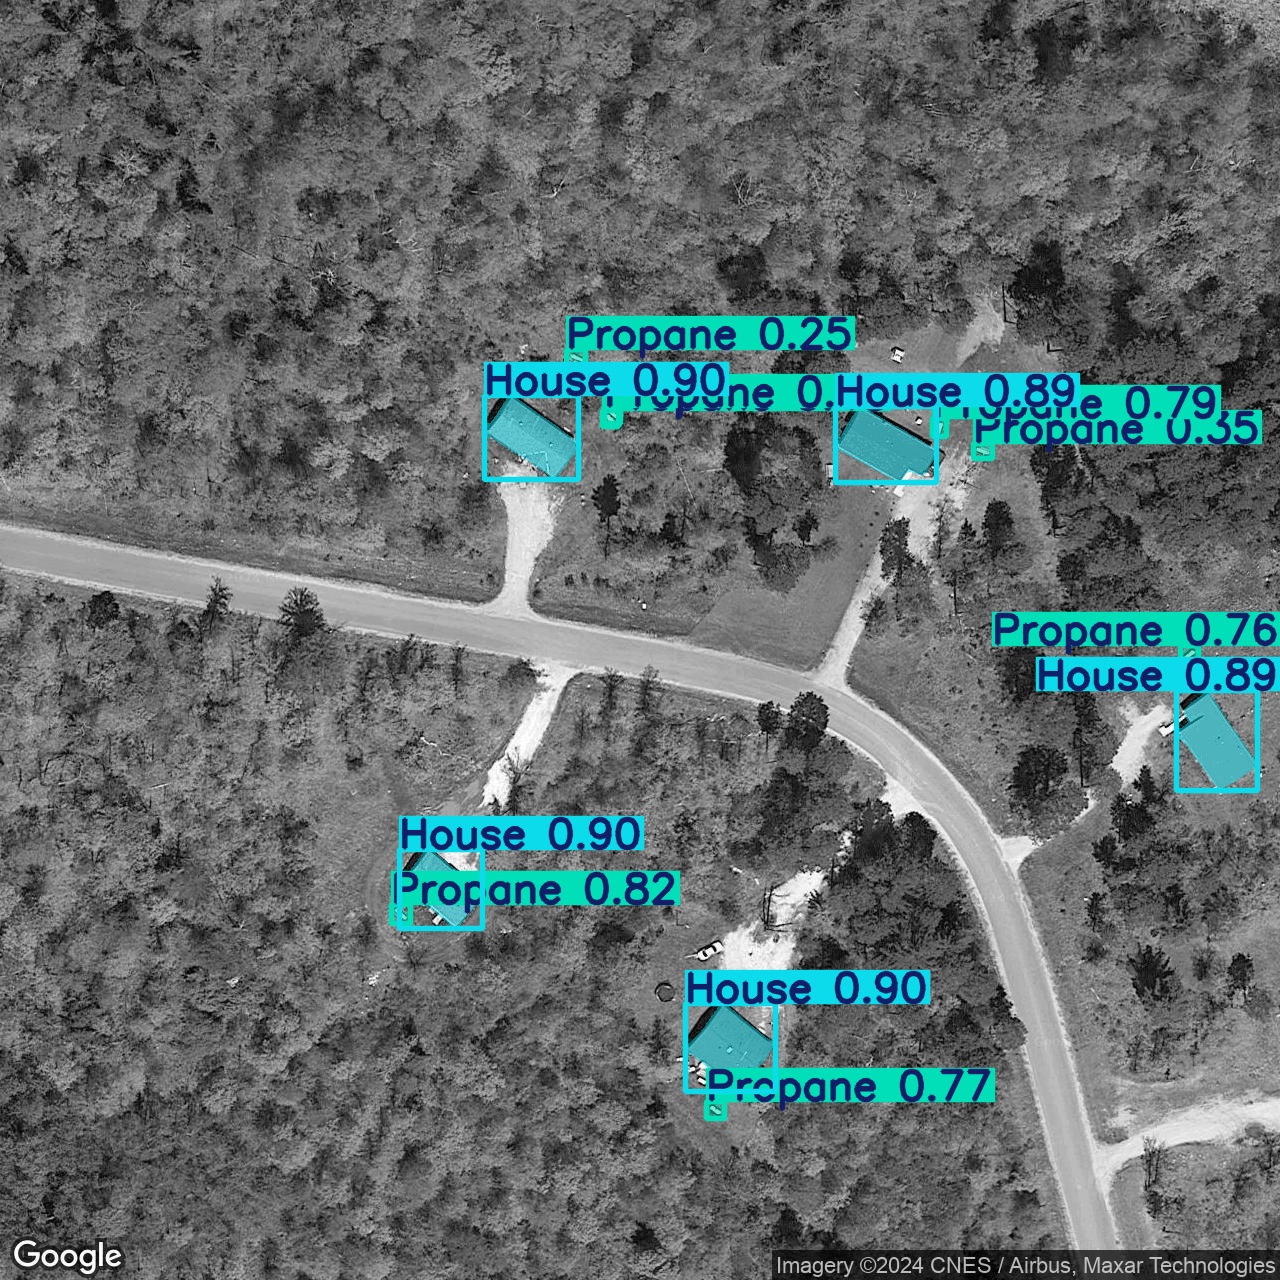 Propane 0.25
House 0.90
Propane 0.
House 0.89
Propane 0.79
Propane 0.35
Propane 0.76
House 0.89
House 0.90
Propane 0.82
House 0.90
Propane 0.77
Google
Imagery ©2024 CNES / Airbus, Maxar Technologies